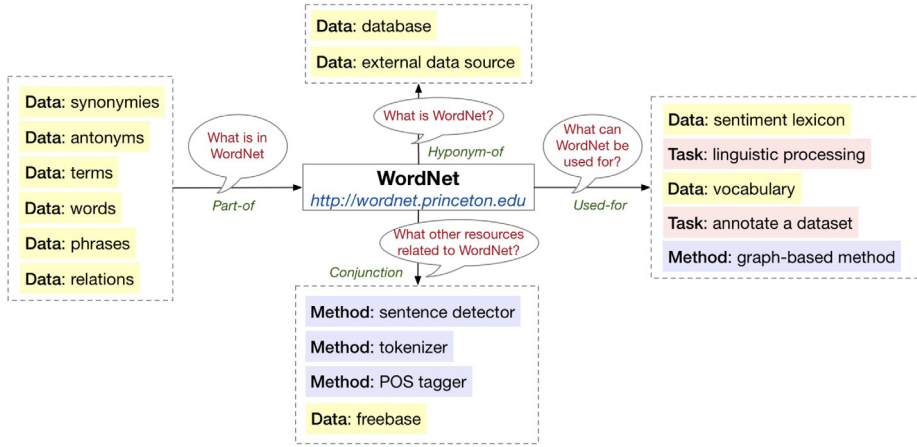 Data: database
Data: external data source
Data: synonymies
Data: antonyms
Data: terms
Data: words
Data: phrases
Data: relations
What is in
WordNet
Part-of
What is WordNet?
Hyponym-of
WordNet
http://wordnet.princeton.edu
What can
WordNet be
used for?
Used-for
Data: sentiment lexicon
Task: linguistic processing
Data: vocabulary
Task: annotate a dataset
Method: graph-based method
What other resources
related to WordNet?
Conjunction
Method: sentence detector
Method: tokenizer
Method: POS tagger
Data: freebase